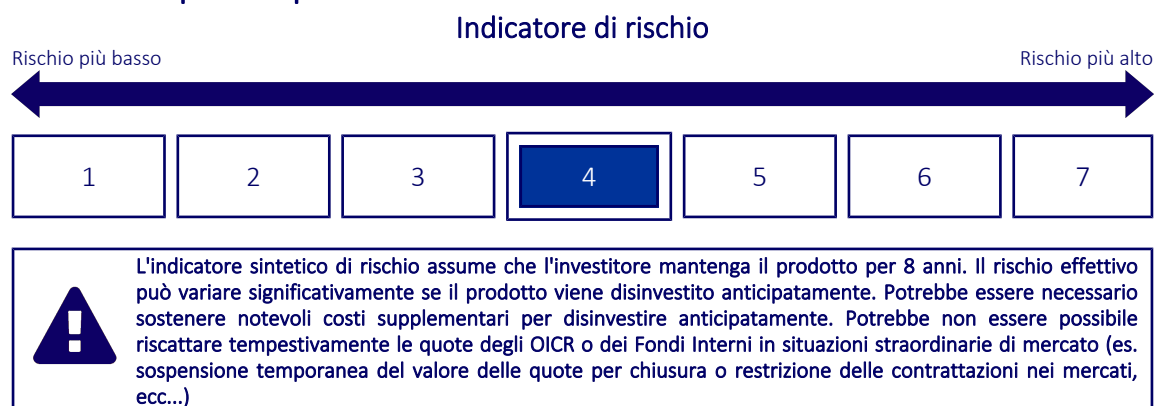 Indicatore di rischio
Rischio più basso Rischio più alto
1 2 3 4 5 6 7
L'indicatore sintetico di rischio assume che l'investitore mantenga il prodotto per 8 anni. Il rischio effettivo
può variare significativamente se il prodotto viene disinvestito anticipatamente. Potrebbe essere necessario
sostenere notevoli costi supplementari per disinvestire anticipatamente. Potrebbe non essere possibile
riscattare tempestivamente le quote degli OICR o dei Fondi Interni in situazioni straordinarie di mercato (es.
sospensione temporanea del valore delle quote per chiusura o restrizione delle contrattazioni nei mercati,
ecc...)